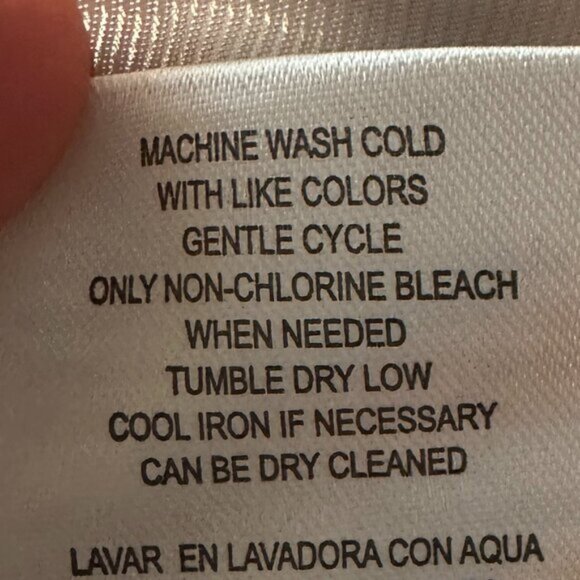 MACHINE WASH COLD
WITH LIKE COLORS
GENTLE CYCLE
ONLY NON-CHLORINE BLEACH
WHEN NEEDED
TUMBLE DRY LOW
COOL IRON IF NECESSARY
CAN BE DRY CLEANED
LAVAR EN LAVADORA CON AQUA